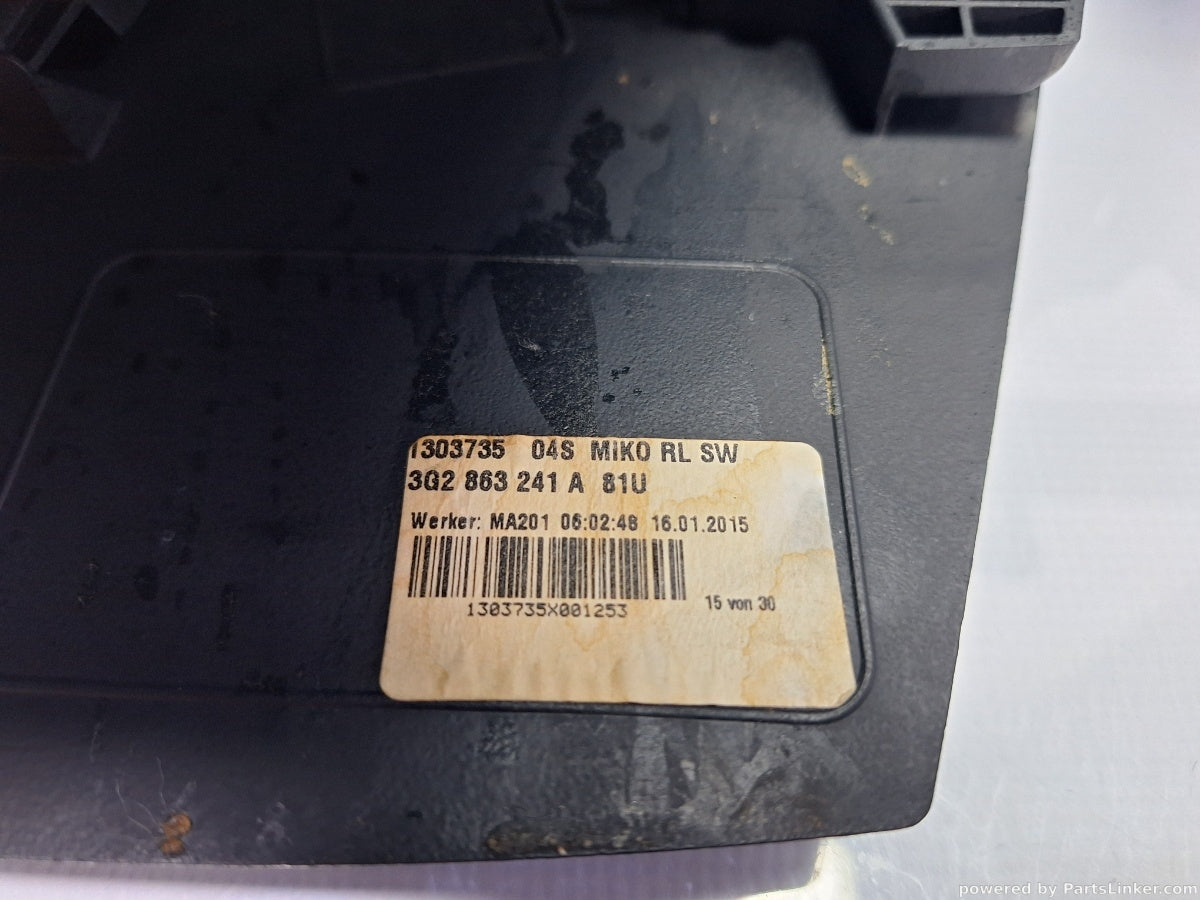 1303735 04S MIKO RL SW
3G2 863 241 A 81U
Werker: MA201 06:02:48 16.01.2015
1303735X001253
15 von 30
powered by PartsLinker.com